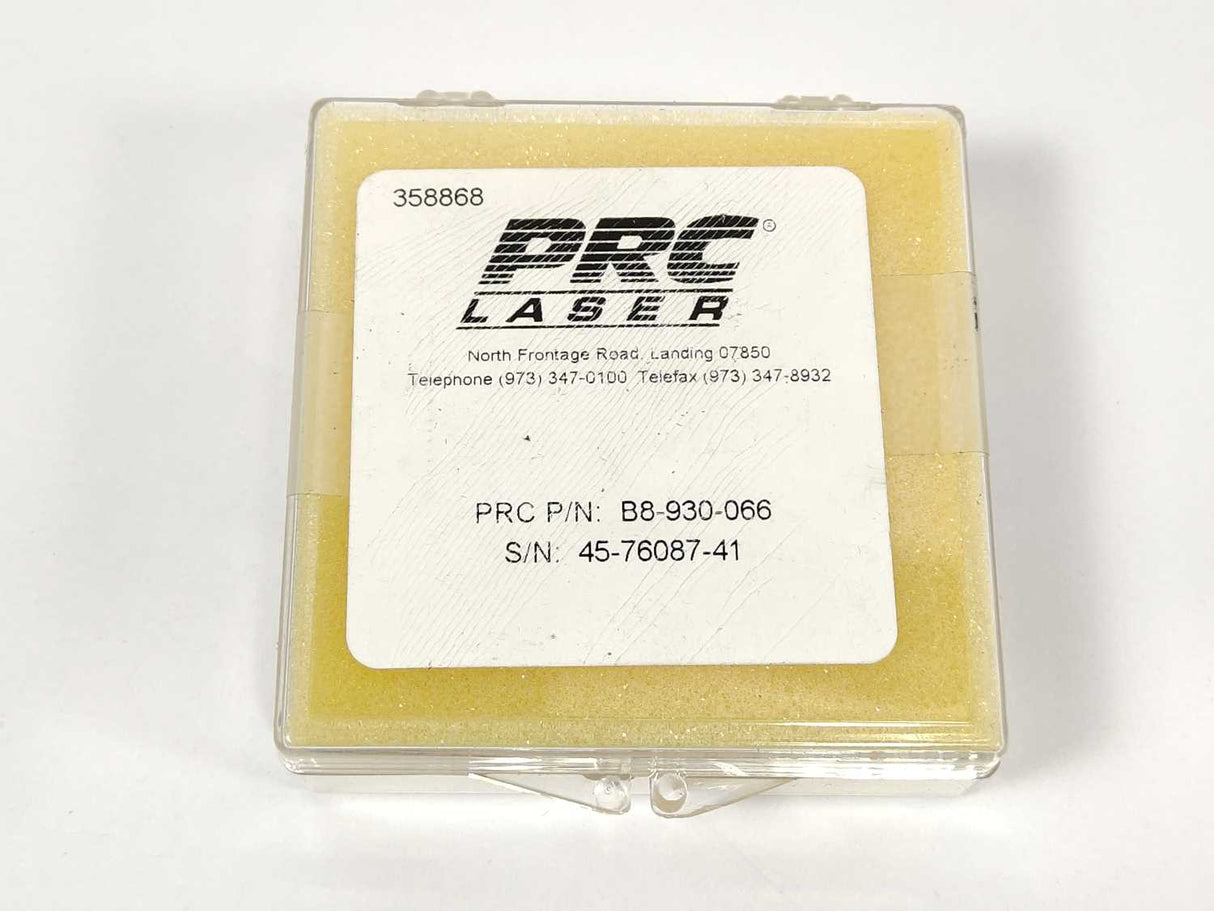 358868
PRC®
LASER
North Frontage Road, Landing 07850
Telephone (973) 347-0100 Telefax (973) 347-8932
PRC P/N: B8-930-066
S/N: 45-76087-41